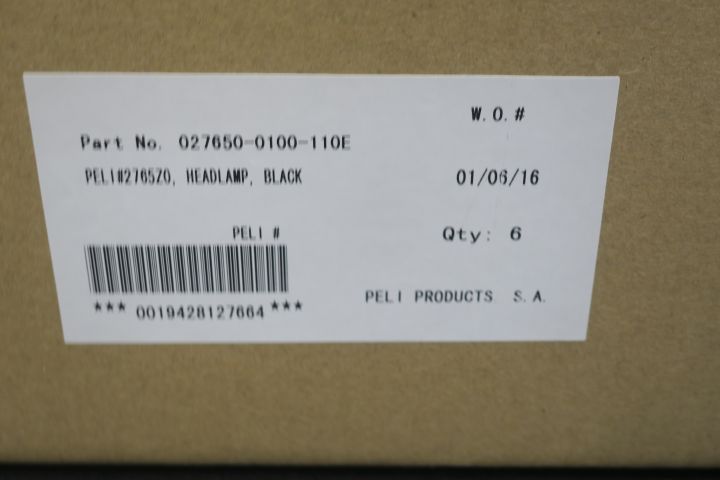 W.O.#
Part No. 027650-0100-110E
PELI#2765Z0, HEADLAMP, BLACK
01/06/16
PELI #
Qty: 6
*** 0019428127664 ***
PELI PRODUCTS S.A.